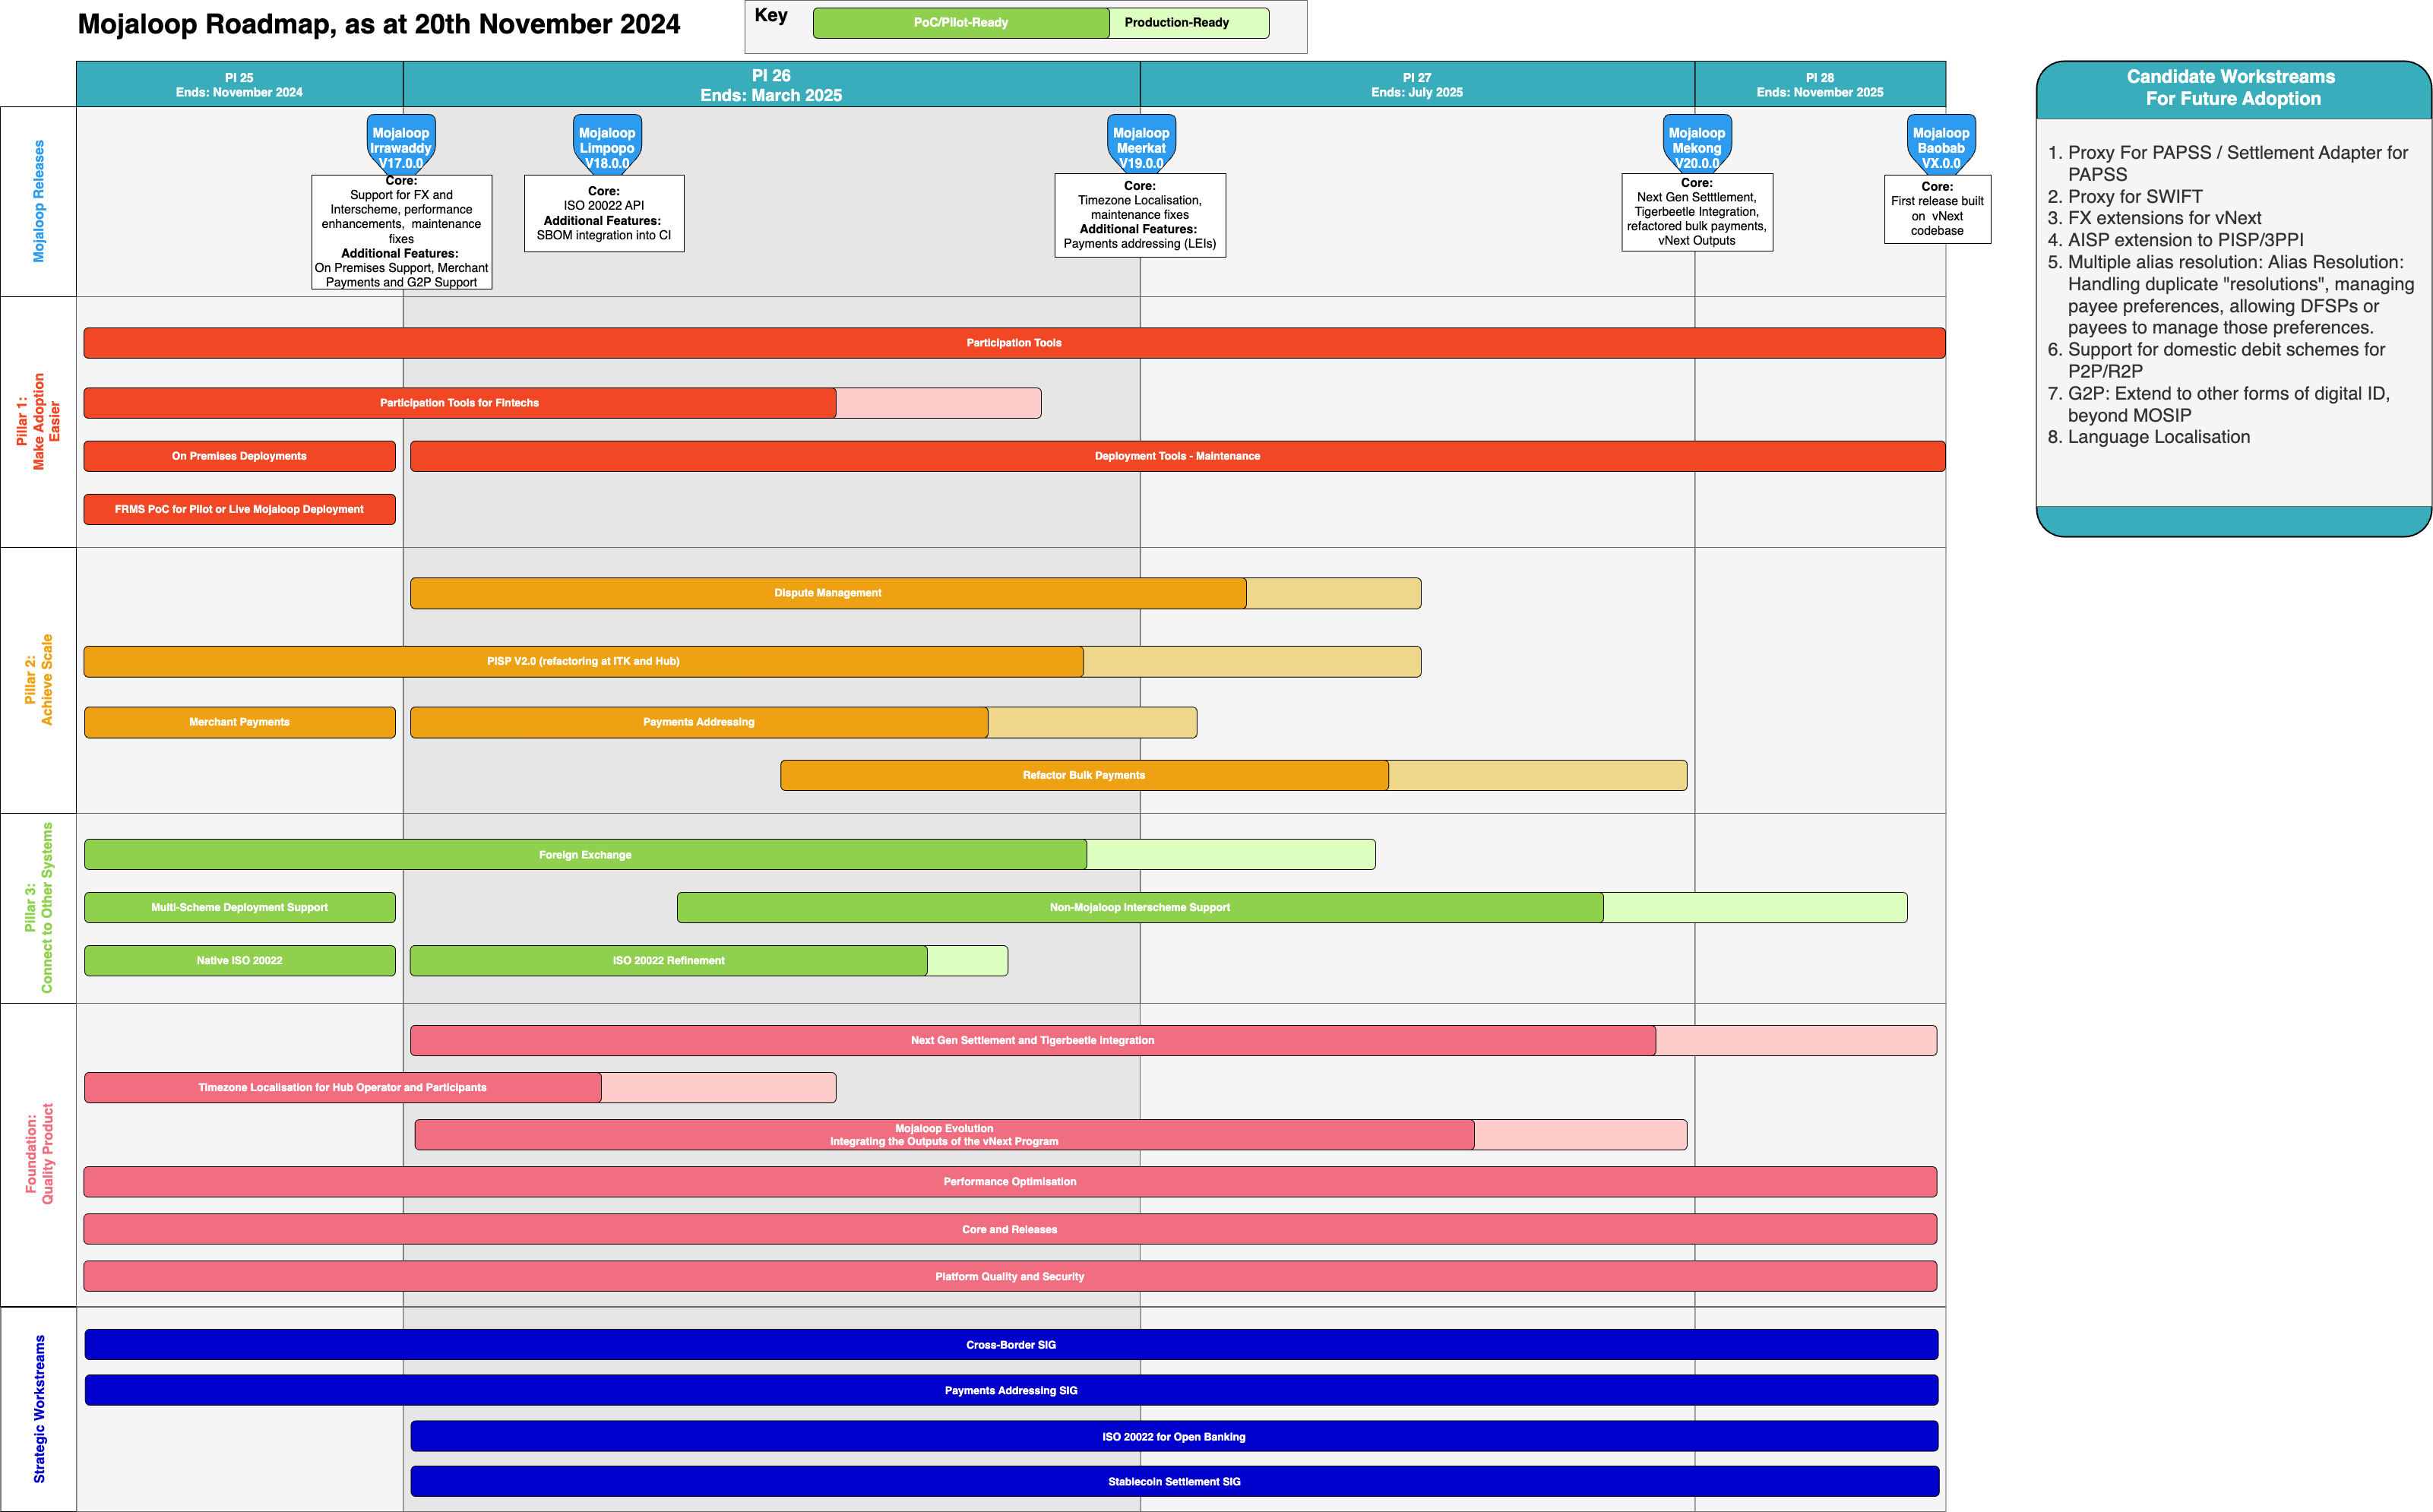 Mojaloop Roadmap, as at 20th November 2024
Key
PoC/Pilot-Ready
Production-Ready
PI 25
Ends: November 2024
PI 26
Ends: March 2025
PI 27
Ends: July 2025
PI 28
Ends: November 2025
Mojaloop Releases
Mojaloop
Irrawaddy
V17.0.0
Core:
Support for FX and
Interscheme, performance
enhancements, maintenance
fixes
Additional Features:
On Premises Support, Merchant
Payments and G2P Support
Mojaloop
Limpopo
V18.0.0
Core:
ISO 20022 API
Additional Features:
SBOM integration into CI
Mojaloop
Meerkat
V19.0.0
Core:
Timezone Localisation,
maintenance fixes
Additional Features:
Payments addressing (LEIs)
Mojaloop
Mekong
V20.0.0
Core:
Next Gen Setttlement,
Tigerbeetle Integration,
refactored bulk payments,
vNext Outputs
Mojaloop
Baobab
VX.0.0
Core:
First release built
on vNext
codebase
Pillar 1:
Make Adoption
Easier
Participation Tools
Participation Tools for Fintechs
On Premises Deployments
Deployment Tools - Maintenance
FRMS PoC for Pilot or Live Mojaloop Deployment
Pillar 2:
Achieve Scale
Dispute Management
PISP V2.0 (refactoring at ITK and Hub)
Merchant Payments
Payments Addressing
Refactor Bulk Payments
Pillar 3:
Connect to Other Systems
Foreign Exchange
Multi-Scheme Deployment Support
Non-Mojaloop Interscheme Support
Native ISO 20022
ISO 20022 Refinement
Foundation:
Quality Product
Next Gen Settlement and Tigerbeetle Integration
Timezone Localisation for Hub Operator and Participants
Mojaloop Evolution
Integrating the Outputs of the vNext Program
Performance Optimisation
Core and Releases
Platform Quality and Security
Strategic Workstreams
Cross-Border SIG
Payments Addressing SIG
ISO 20022 for Open Banking
Stablecoin Settlement SIG
Candidate Workstreams
For Future Adoption
1. Proxy For PAPSS / Settlement Adapter for
PAPSS
2. Proxy for SWIFT
3. FX extensions for vNext
4. AISP extension to PISP/3PPI
5. Multiple alias resolution: Alias Resolution:
Handling duplicate "resolutions", managing
payee preferences, allowing DFSPs or
payees to manage those preferences.
6. Support for domestic debit schemes for
P2P/R2P
7. G2P: Extend to other forms of digital ID,
beyond MOSIP
8. Language Localisation